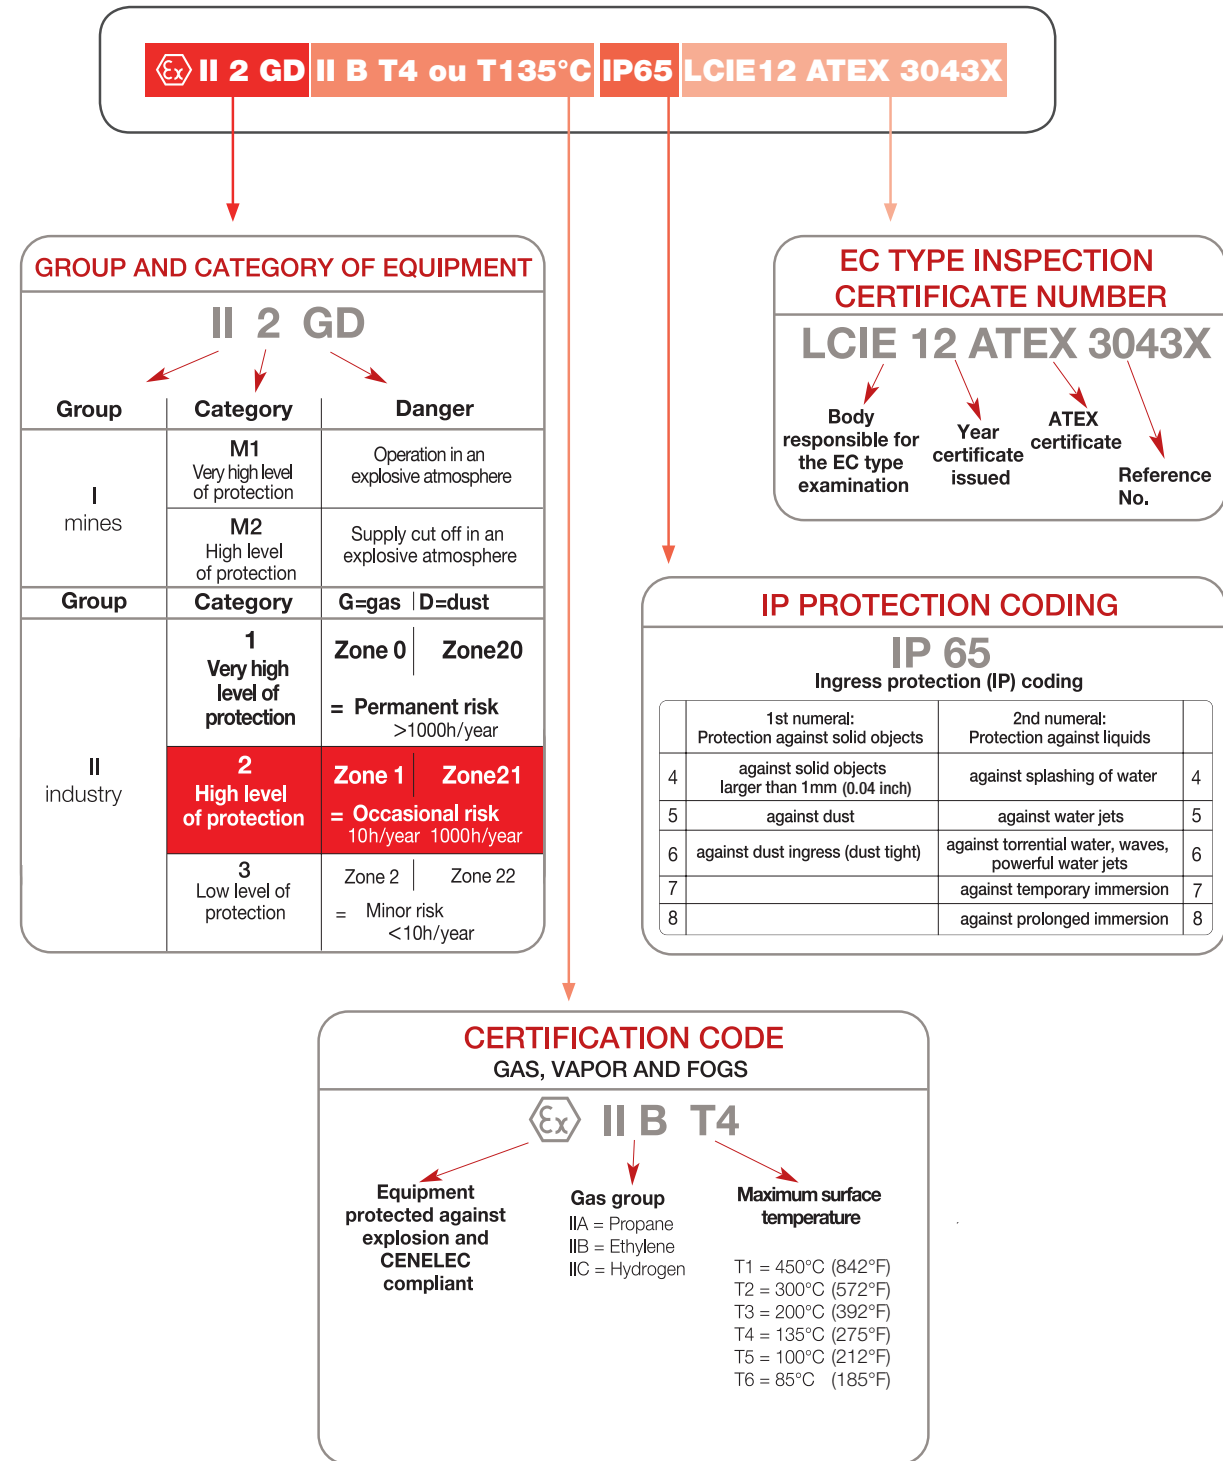 Ex II 2 GD II B T4 ou T135°C IP65 LCIE12 ATEX 3043X
GROUP AND CATEGORY OF EQUIPMENT
II 2 GD
Group Category Danger
I
mines
M1
Very high level
of protection
Operation in an
explosive atmosphere
M2
High level
of protection
Supply cut off in an
explosive atmosphere
Group Category G=gas D=dust
II
industry
1
Very high
level of
protection
Zone 0 Zone20
= Permanent risk
>1000h/year
2
High level
of protection
Zone 1 Zone21
= Occasional risk
10h/year 1000h/year
3
Low level of
protection
Zone 2 Zone 22
= Minor risk
<10h/year
EC TYPE INSPECTION
CERTIFICATE NUMBER
LCIE 12 ATEX 3043X
Body
responsible for
the EC type
examination
Year
certificate
issued
ATEX
certificate
Reference
No.
IP PROTECTION CODING
IP 65
Ingress protection (IP) coding
1st numeral:
Protection against solid objects
2nd numeral:
Protection against liquids
4 against solid objects
larger than 1mm (0.04 inch)
against splashing of water 4
5 against dust against water jets 5
6 against dust ingress (dust tight)
against torrential water, waves,
powerful water jets 6
7 against temporary immersion 7
8 against prolonged immersion 8
CERTIFICATION CODE
GAS, VAPOR AND FOGS
Ex II B T4
Equipment
protected against
explosion and
CENELEC
compliant
Gas group
IIA = Propane
IIB = Ethylene
IIC = Hydrogen
Maximum surface
temperature
T1 = 450°C (842°F)
T2 = 300°C (572°F)
T3 = 200°C (392°F)
T4 = 135°C (275°F)
T5 = 100°C (212°F)
T6 = 85°C (185°F)